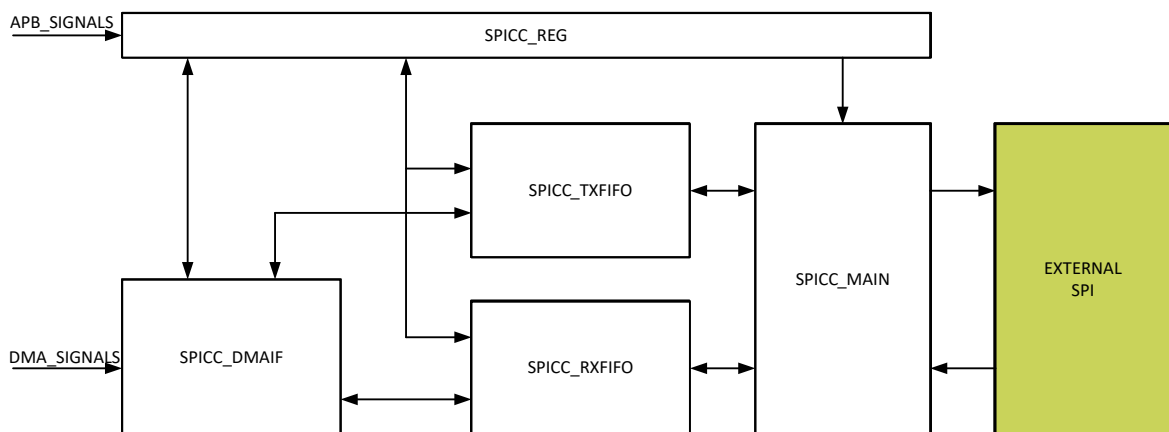 APB_SIGNALS
SPICC_REG
SPICC_TXFIFO
SPICC_MAIN
EXTERNAL
SPI
DMA_SIGNALS
SPICC_DMAIF
SPICC_RXFIFO